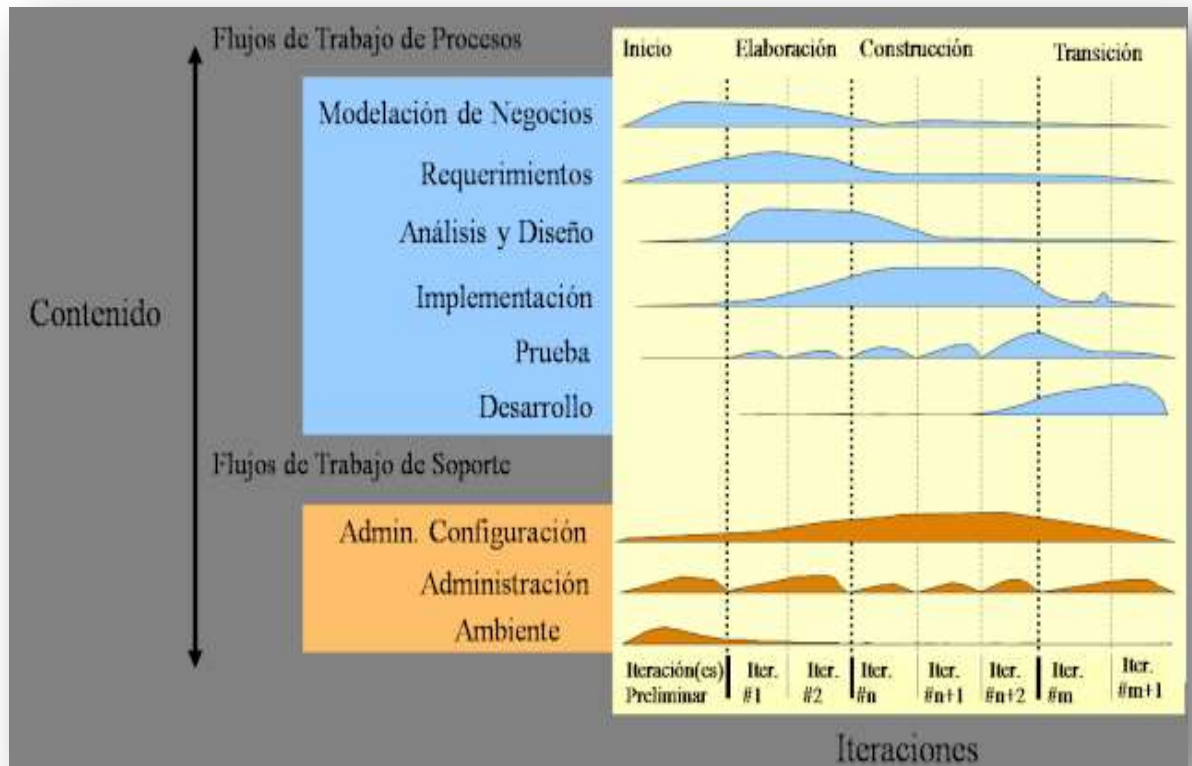 Flujos de Trabajo de Procesos
Inicio Elaboración Construcción Transición
Modelación de Negocios
Requerimientos
Análisis y Diseño
Implementación
Contenido
Prueba
Desarrollo
Flujos de Trabajo de Soporte
Admin. Configuración
Administración
Ambiente
Iteración(es) Preliminar
Iter. #1
Iter. #2
Iter. #n
Iter. #n+1
Iter. #n+2
Iter. #m
Iter. #m+1
Iteraciones